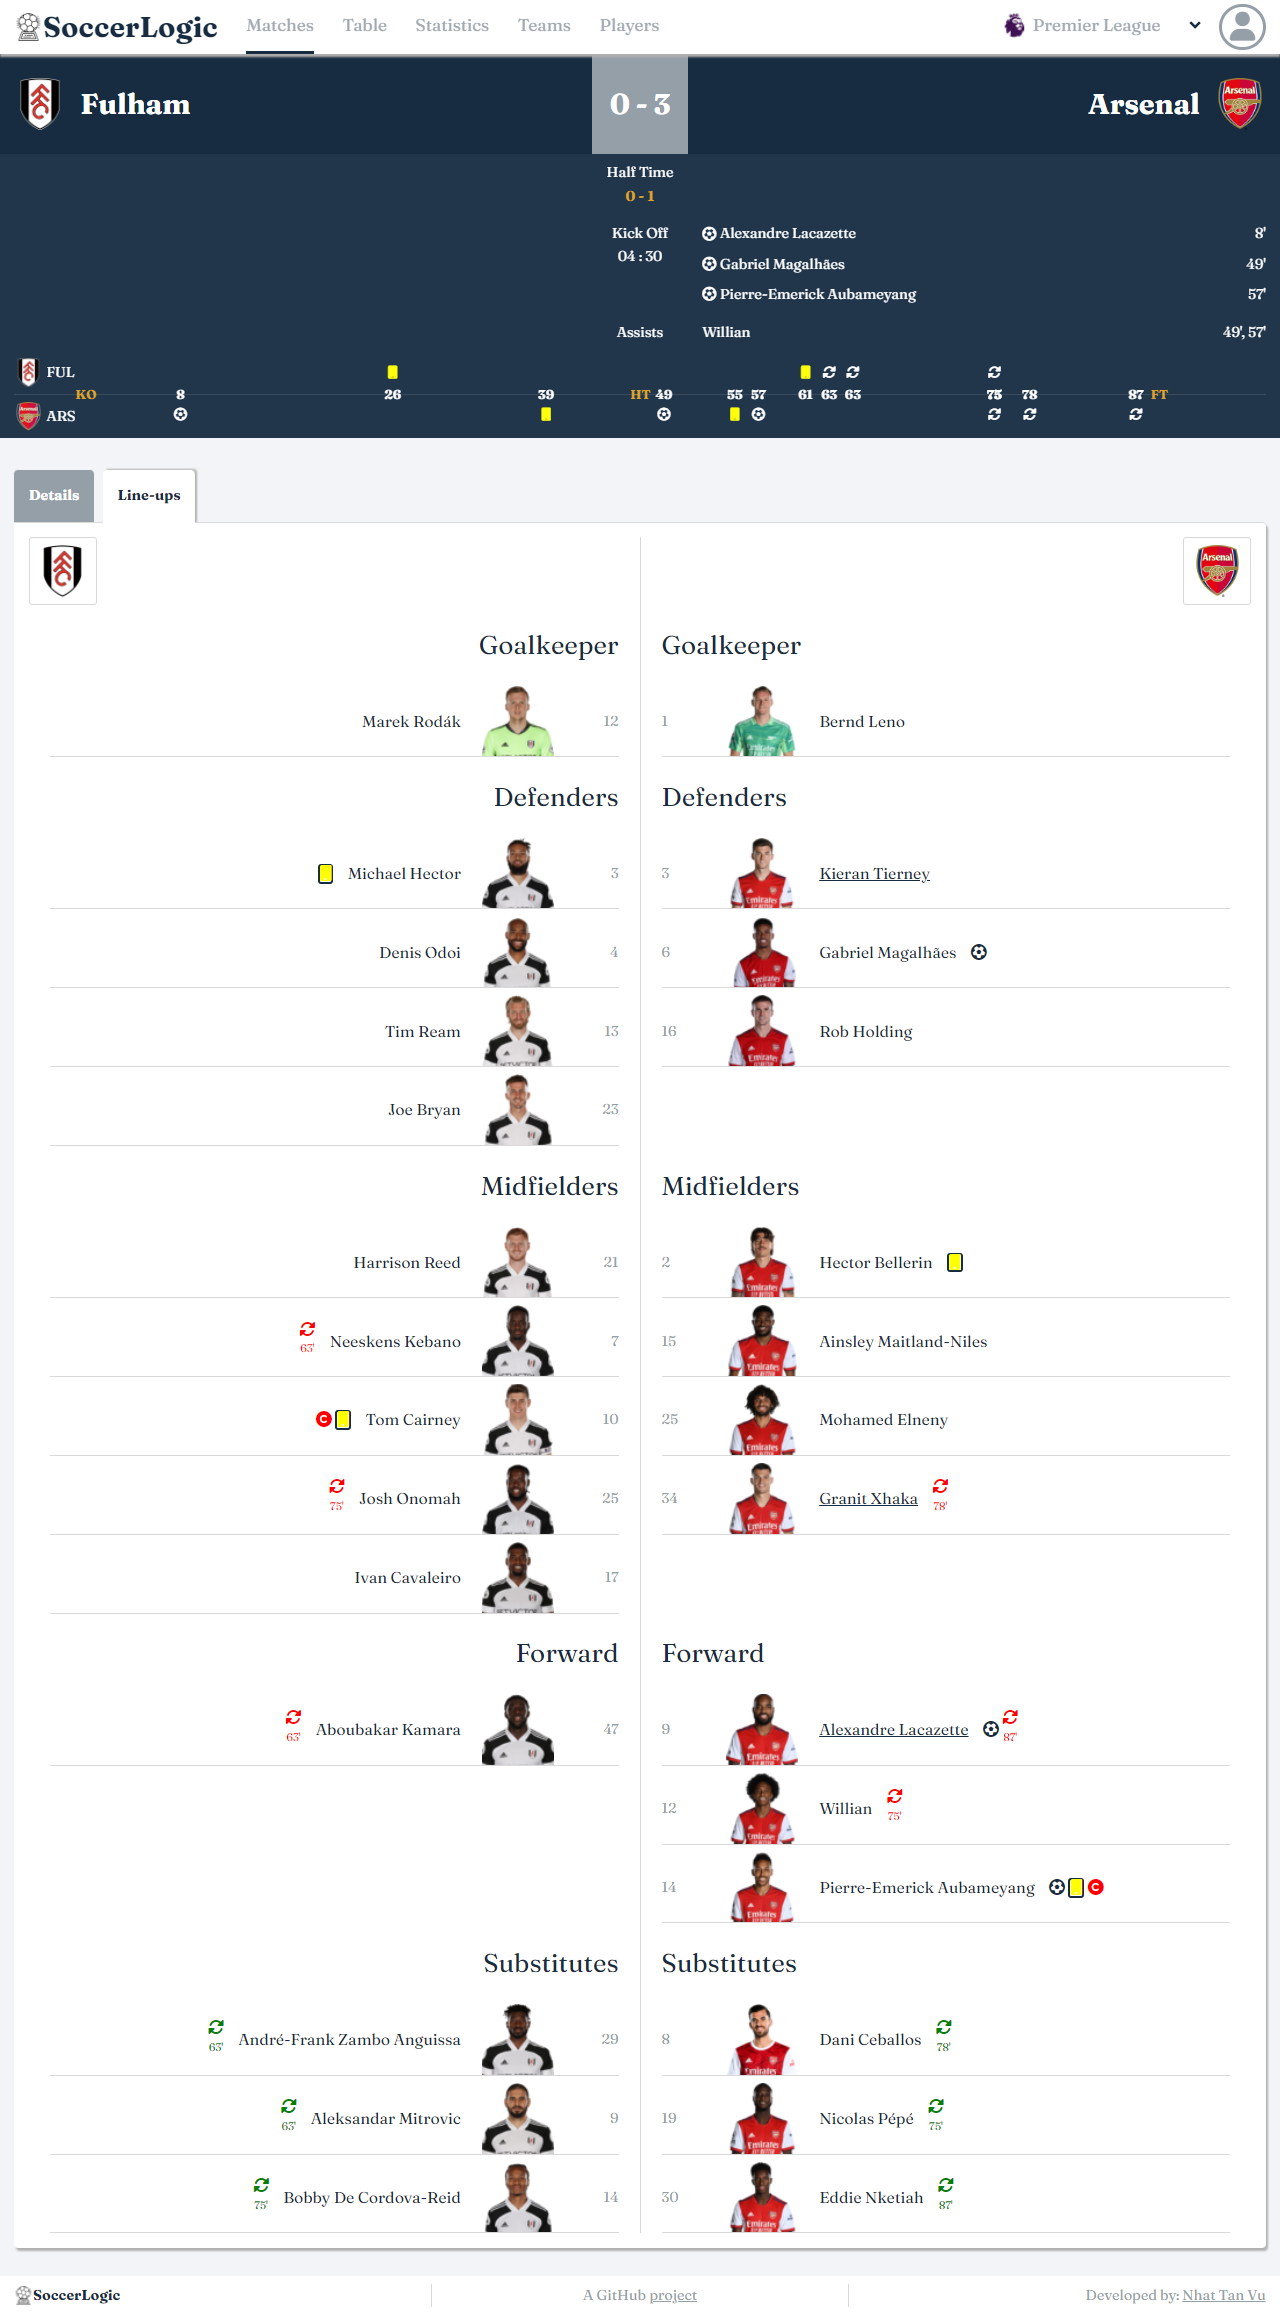 SoccerLogic Matches Table Statistics Teams Players Premier League
Fulham 0 - 3 Arsenal
Half Time
0 - 1
Kick Off
04 : 30
Alexandre Lacazette 8'
Gabriel Magalhães 49'
Pierre-Emerick Aubameyang 57'
Assists Willian 49', 57'
FUL
KO 8 26 39 HT 49 55 57 61 63 63 75 78 87 FT
ARS
Details Line-ups
Goalkeeper Goalkeeper
Marek Rodák 12 1 Bernd Leno
Defenders Defenders
Michael Hector 3 3 Kieran Tierney
Denis Odoi 4 6 Gabriel Magalhães
Tim Ream 13 16 Rob Holding
Joe Bryan 23
Midfielders Midfielders
Harrison Reed 21 2 Hector Bellerin
63' Neeskens Kebano 7 15 Ainsley Maitland-Niles
C Tom Cairney 10 25 Mohamed Elneny
75' Josh Onomah 25 34 Granit Xhaka 78'
Ivan Cavaleiro 17
Forward Forward
63' Aboubakar Kamara 47 9 Alexandre Lacazette 87'
12 Willian 75'
14 Pierre-Emerick Aubameyang C
Substitutes Substitutes
63' André-Frank Zambo Anguissa 29 8 Dani Ceballos 78'
63' Aleksandar Mitrovic 9 19 Nicolas Pépé 75'
75' Bobby De Cordova-Reid 14 30 Eddie Nketiah 87'
SoccerLogic A GitHub project Developed by: Nhat Tan Vu